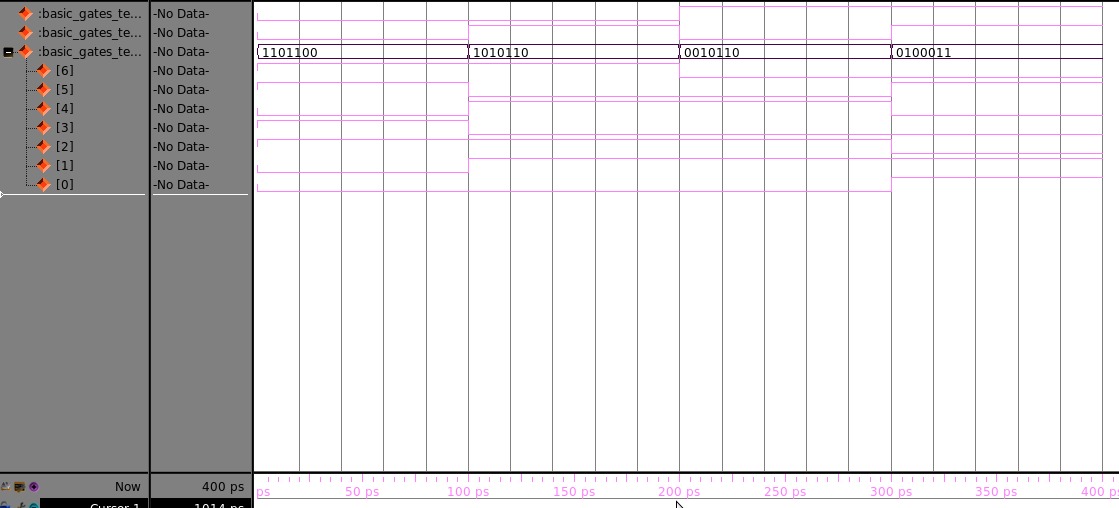 :basic_gates_te... -No Data-
:basic_gates_te... -No Data-
:basic_gates_te... -No Data- 1101100 1010110 0010110 0100011
[6] -No Data-
[5] -No Data-
[4] -No Data-
[3] -No Data-
[2] -No Data-
[1] -No Data-
[0] -No Data-
Now 400 ps ps 50 ps 100 ps 150 ps 200 ps 250 ps 300 ps 350 ps 400 ps
Cursor 1 1014 ps